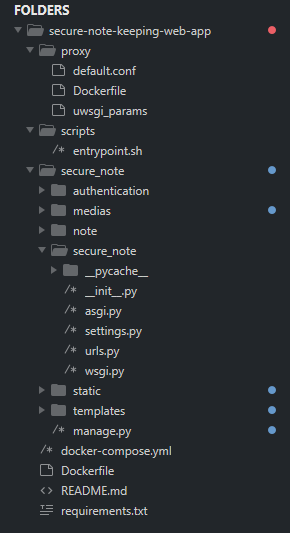 FOLDERS
secure-note-keeping-web-app
proxy
default.conf
Dockerfile
uwsgi_params
scripts
/* entrypoint.sh
secure_note
authentication
medias
note
secure_note
__pycache__
/* __init__.py
/* asgi.py
/* settings.py
/* urls.py
/* wsgi.py
static
templates
/* manage.py
/* docker-compose.yml
Dockerfile
<> README.md
requirements.txt